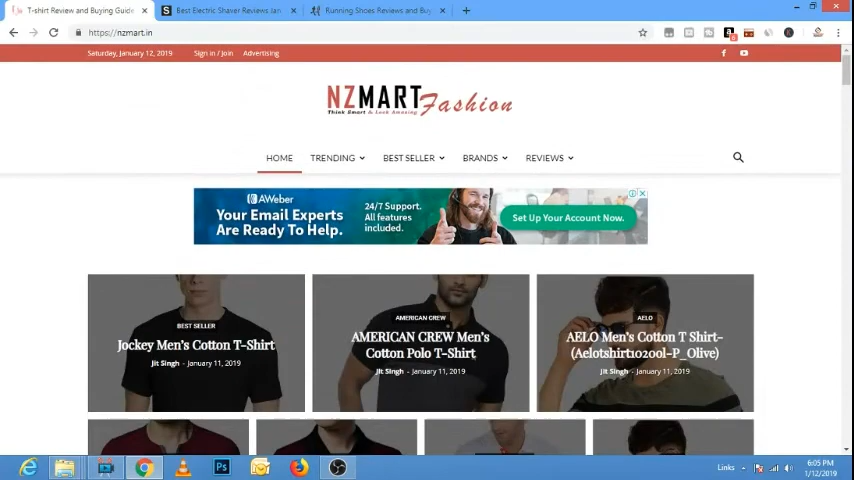 T-shirt Review and Buying Guide
Best Electric Shaver Reviews Jan
Running Shoes Reviews and Buy
https://nzmart.in
Saturday, January 12, 2019
Sign in / Join
Advertising
NZMART Fashion
Think Smart & Look Amazing
HOME
TRENDING
BEST SELLER
BRANDS
REVIEWS
AWeber
Your Email Experts
Are Ready To Help.
24/7 Support.
All features
included.
Set Up Your Account Now.
BEST SELLER
Jockey Men's Cotton T-Shirt
Jit Singh - January 11, 2019
AMERICAN CREW
AMERICAN CREW Men's
Cotton Polo T-Shirt
Jit Singh - January 11, 2019
AELO
AELO Men's Cotton T Shirt-
(Aelotshirt10200l-P_Olive)
Jit Singh - January 11, 2019
Ps
Links
6:05 PM
1/12/2019